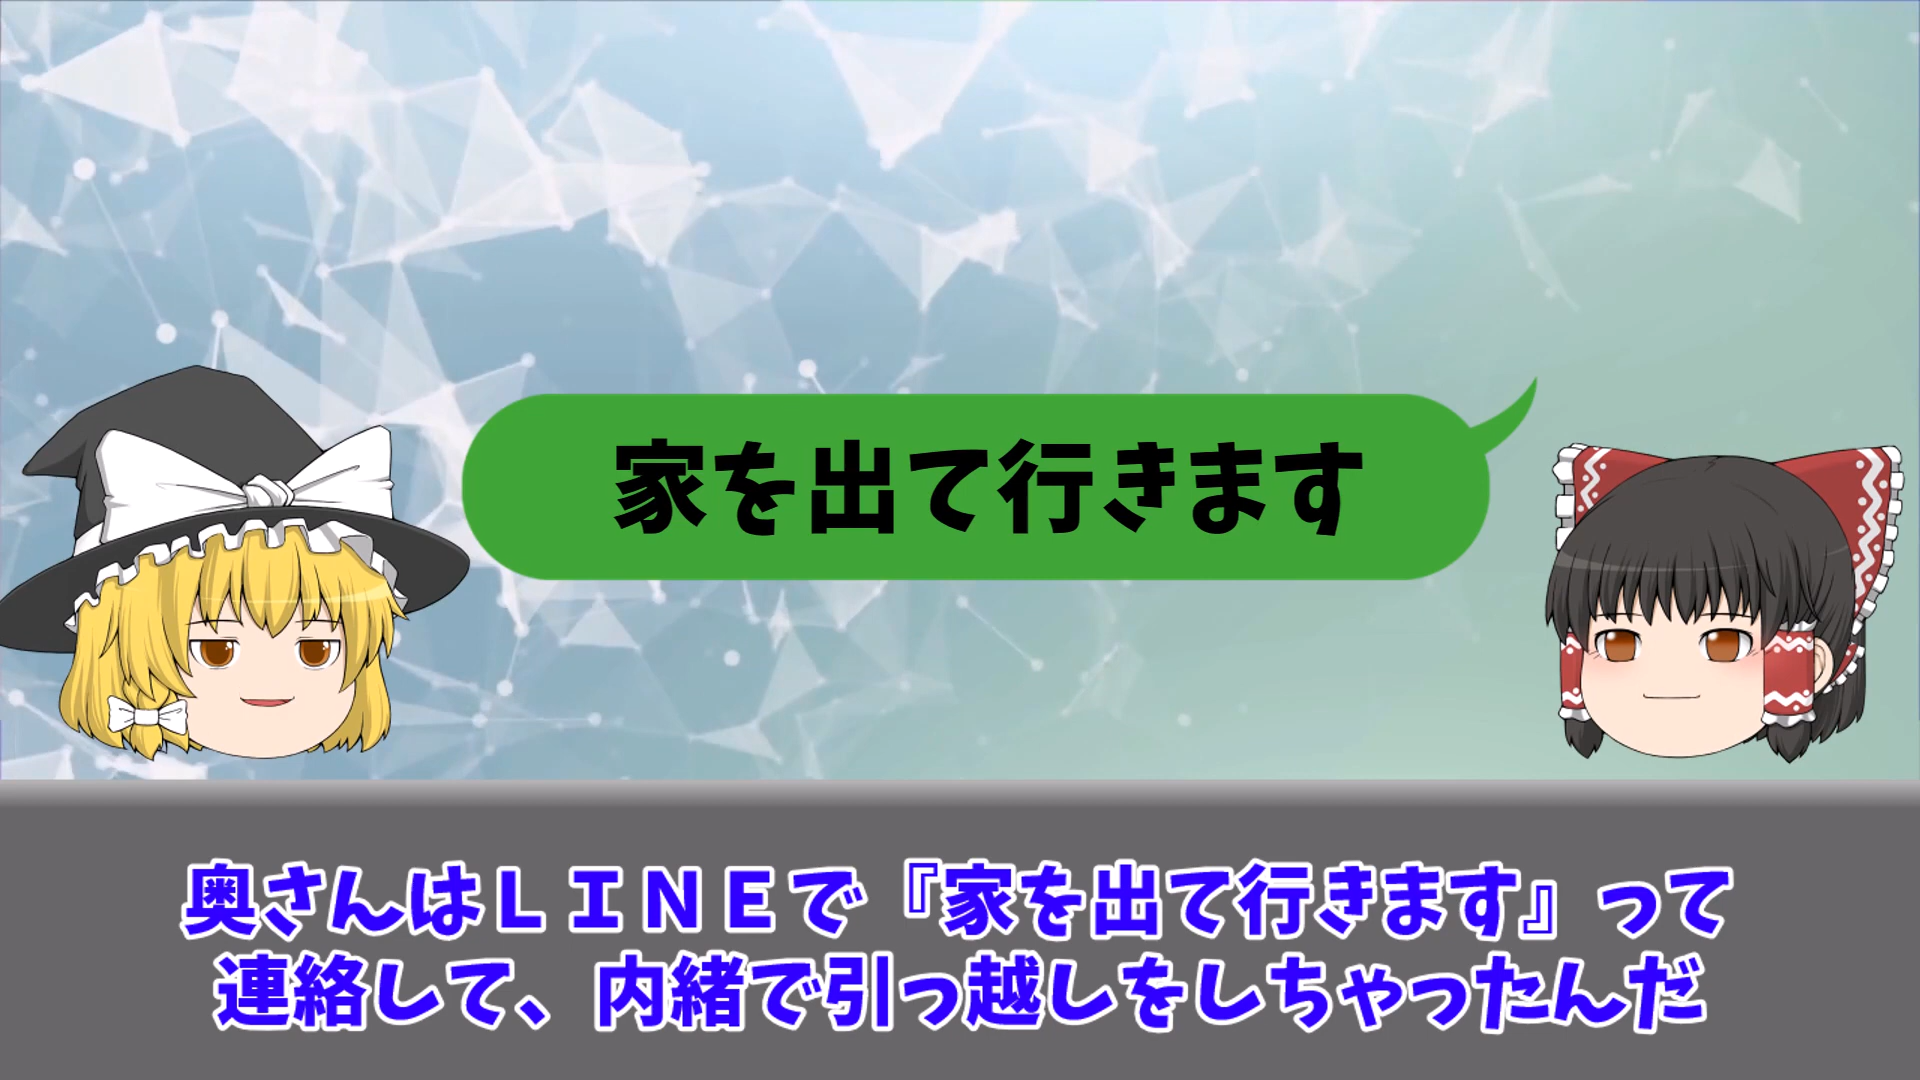 家を出て行きます
奥さんはＬＩＮＥで『家を出て行きます』って
連絡して、内緒で引っ越しをしちゃったんだ